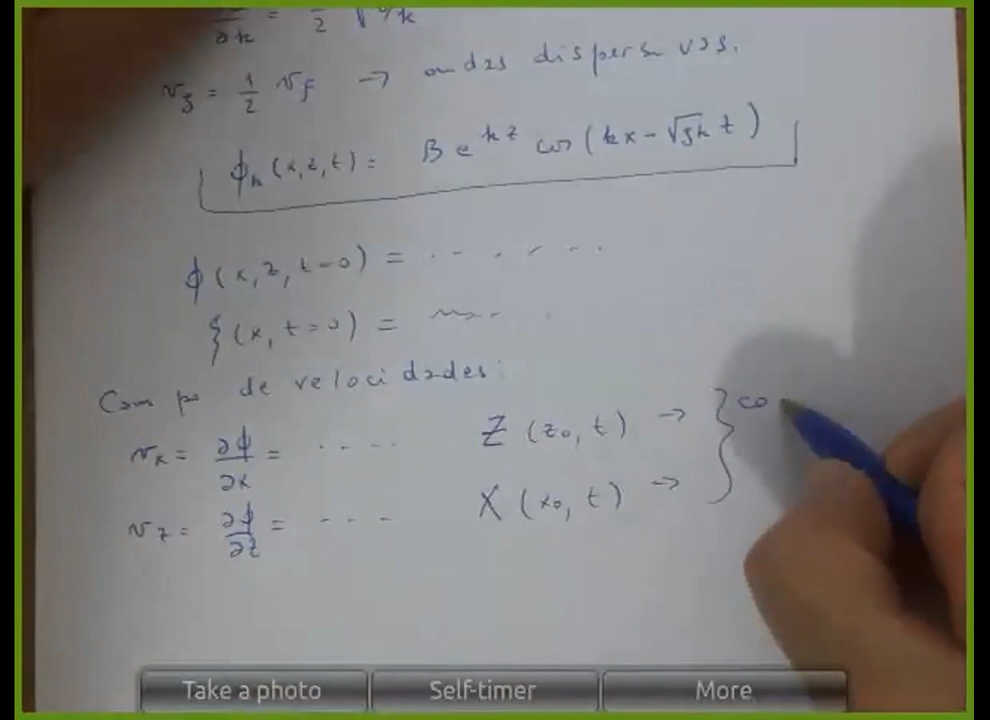 ∂k = 2 √g/k
v_g = 1/2 v_f → ondas dispersivas.
ϕ_k (x, z, t) = B e^{kz} cos (kx - √gk t)
ϕ (x, z, t=0) = ......
ξ (x, t=0) = ....
Campo de velocidades:
v_x = ∂ϕ/∂x = .... Z (z_0, t) → } co
v_z = ∂ϕ/∂z = ... X (x_0, t) →
Take a photo Self-timer More